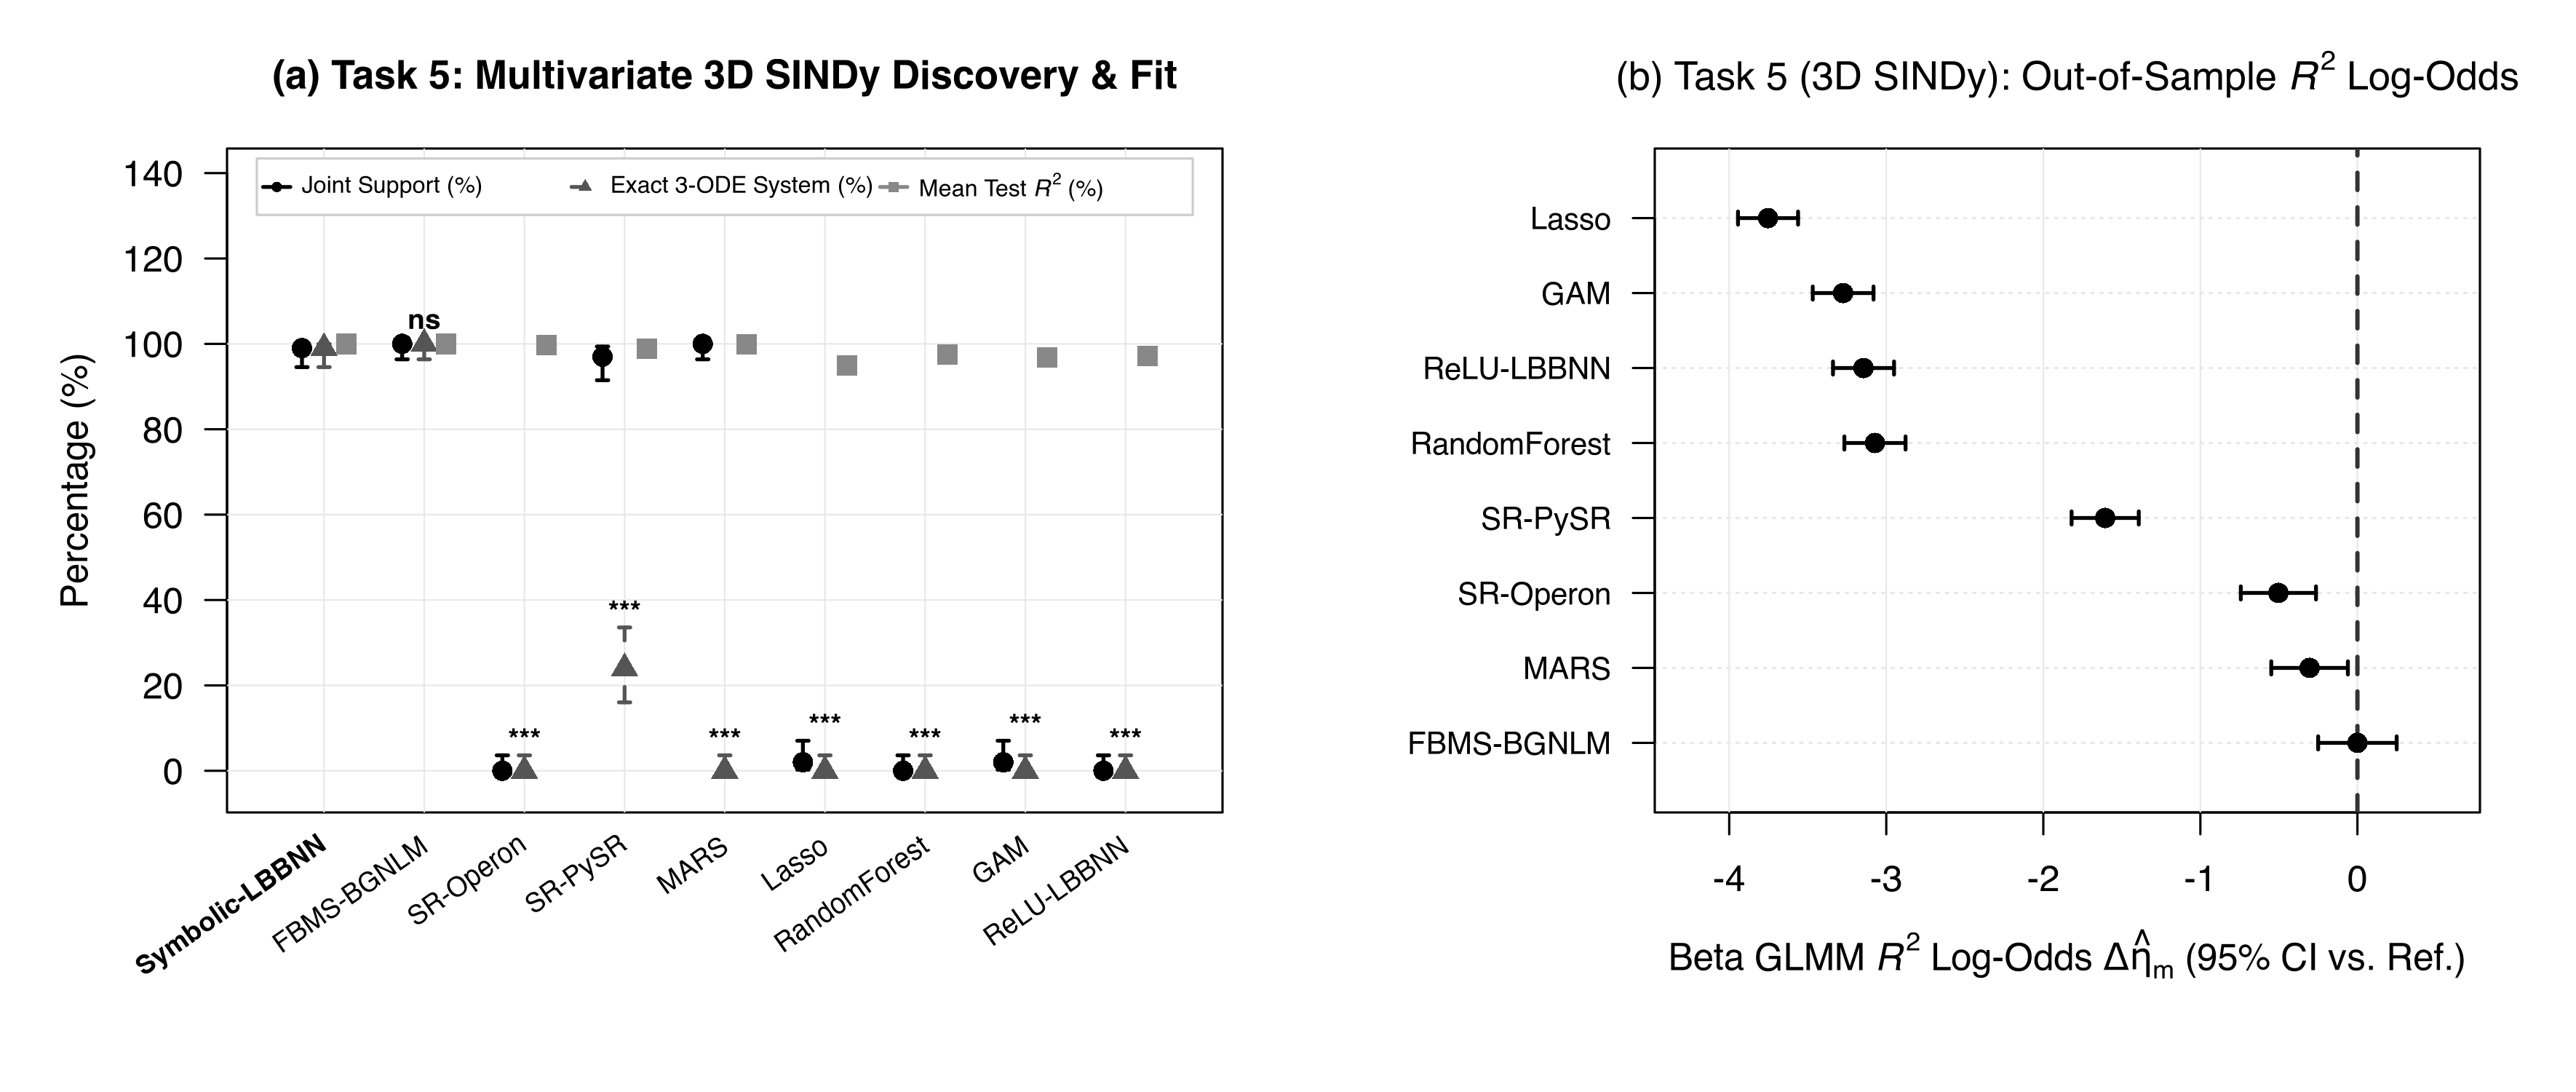 (a) Task 5: Multivariate 3D SINDy Discovery & Fit
Joint Support (%) Exact 3-ODE System (%) Mean Test R² (%)
140
120
100
80
60
40
20
0
Percentage (%)
ns
***
***
***
***
***
***
***
Symbolic-LBBNN
FBMS-BGNLM
SR-Operon
SR-PySR
MARS
Lasso
RandomForest
GAM
ReLU-LBBNN
(b) Task 5 (3D SINDy): Out-of-Sample R² Log-Odds
Lasso
GAM
ReLU-LBBNN
RandomForest
SR-PySR
SR-Operon
MARS
FBMS-BGNLM
-4 -3 -2 -1 0
Beta GLMM R² Log-Odds Δη̂ₘ (95% CI vs. Ref.)